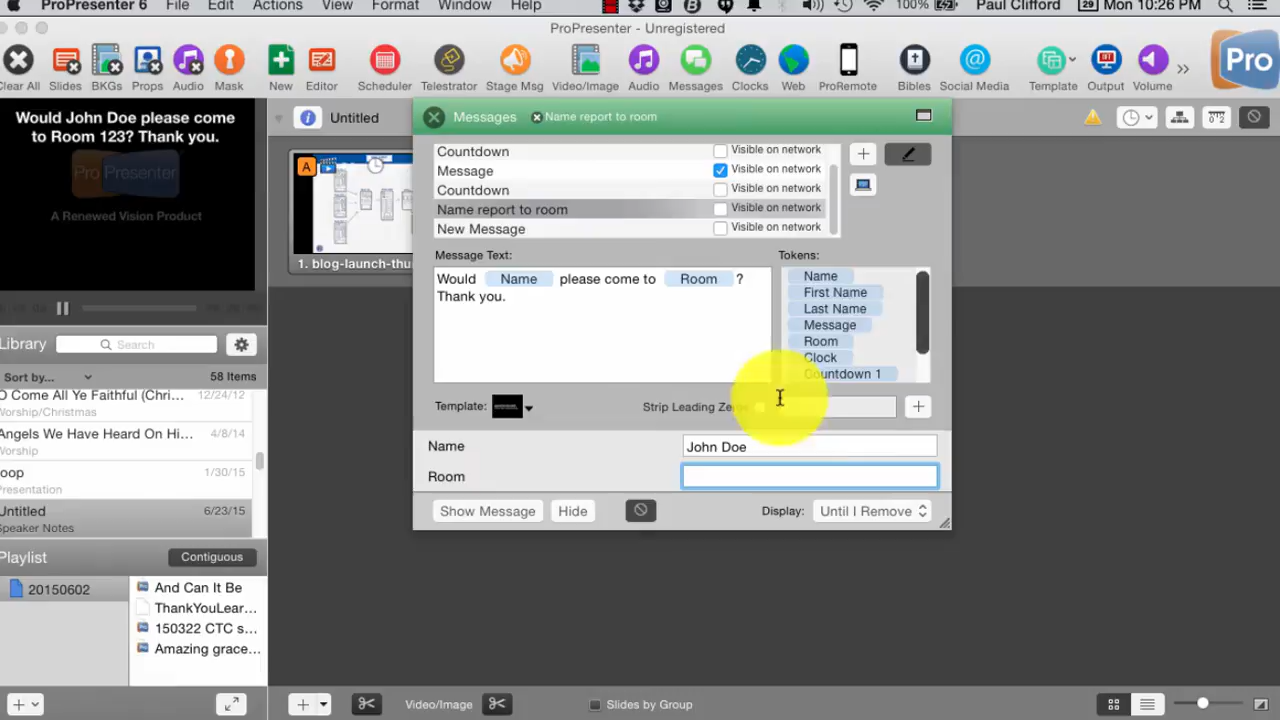 ProPresenter 6 File Edit Actions View Format Window Help 100% Paul Clifford 29 Mon 10:26 PM
ProPresenter - Unregistered
Clear All Slides BKGs Props Audio Mask New Editor Scheduler Telestrator Stage Msg Video/Image Audio Messages Clocks Web ProRemote Bibles Social Media Template Output Volume Pro
Would John Doe please come
to Room 123? Thank you.
ProPresenter
A Renewed Vision Product
Library Search
Sort by... 58 Items
O Come All Ye Faithful (Chri... 12/24/12
Worship/Christmas
Angels We Have Heard On Hi... 4/8/14
Worship
oop 1/30/15
Presentation
Untitled 6/23/15
Speaker Notes
Playlist Contiguous
20150602
And Can It Be
ThankYouLear...
150322 CTC s...
Amazing grace...
Untitled
A
1. blog-launch-thu
Messages Name report to room
Countdown Visible on network
Message Visible on network
Countdown Visible on network
Name report to room Visible on network
New Message Visible on network
Message Text:
Would Name please come to Room ?
Thank you.
Tokens:
Name
First Name
Last Name
Message
Room
Clock
Countdown 1
Template: Strip Leading Zeros
Name John Doe
Room
Show Message Hide Display: Until I Remove
Video/Image Slides by Group